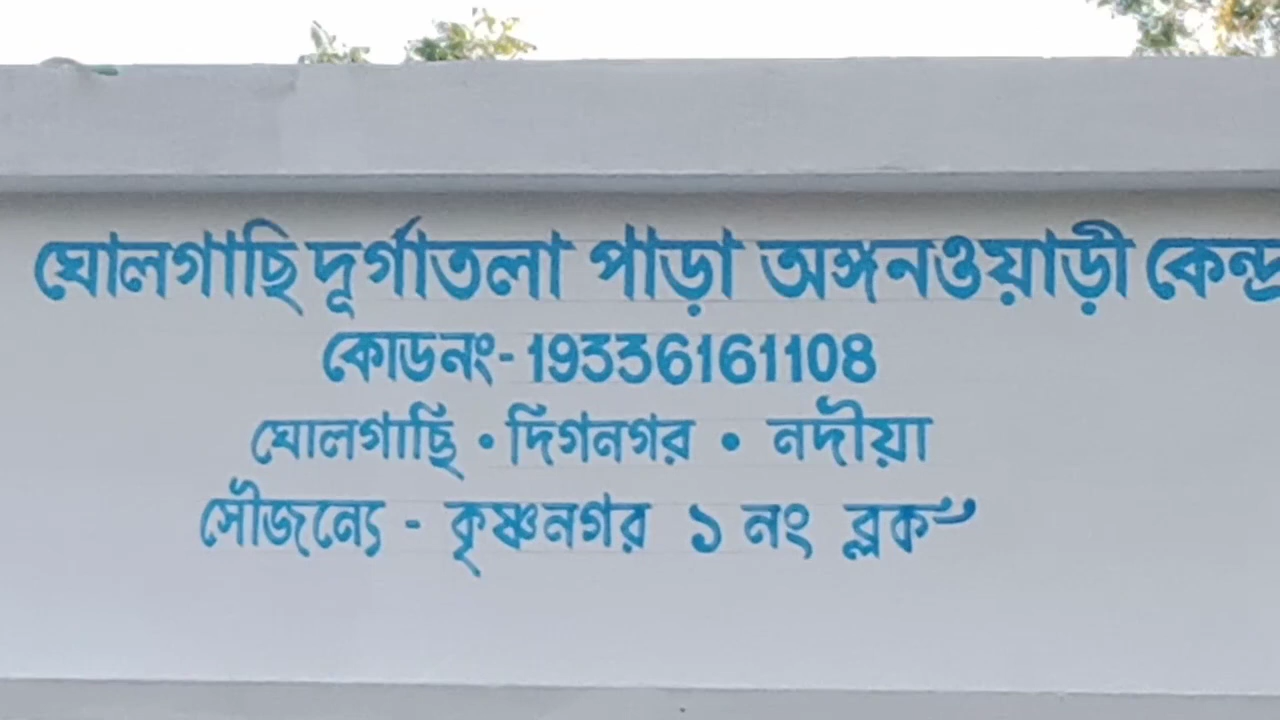 ঘোলগাছি দূর্গাতলা পাড়া অঙ্গনওয়াড়ী কেন্দ্র
কোডনং-19336161108
ঘোলগাছি • দিগনগর • নদীয়া
সৌজন্যে - কৃষ্ণনগর ১ নং ব্লক